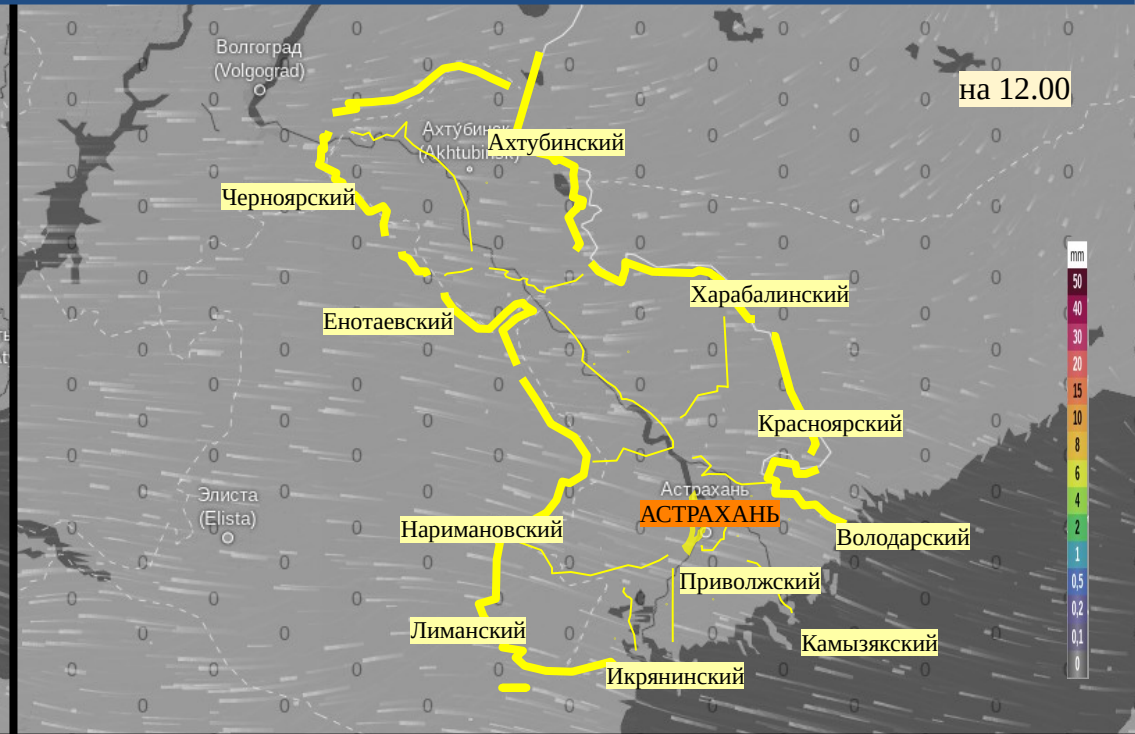 Волгоград
(Volgograd)
на 12.00
Ахтубинск
(Akhtubinsk)
Ахтубинский
Черноярский
mm
50
40
30
20
15
10
8
6
4
2
1
0,5
0,2
0,1
0
Харабалинский
Енотаевский
Красноярский
Элиста
(Elista)
Астрахань
АСТРАХАНЬ
Наримановский
Володарский
Приволжский
Лиманский
Камызякский
Икрянинский